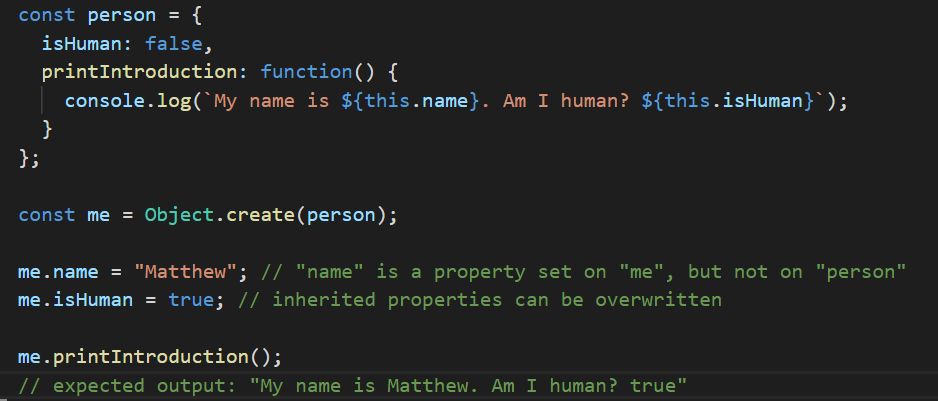 const person = {
  isHuman: false,
  printIntroduction: function() {
    console.log(`My name is ${this.name}. Am I human? ${this.isHuman}`);
  }
};
const me = Object.create(person);
me.name = "Matthew"; // "name" is a property set on "me", but not on "person"
me.isHuman = true; // inherited properties can be overwritten
me.printIntroduction();
// expected output: "My name is Matthew. Am I human? true"